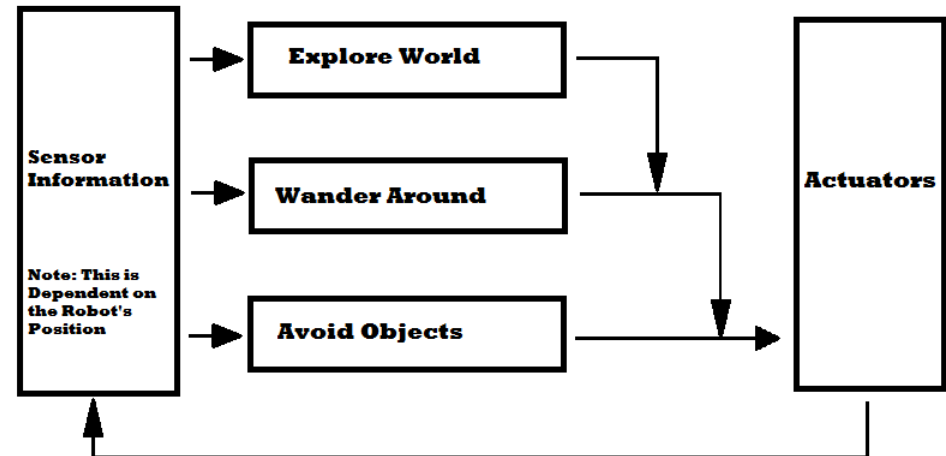 Explore World
Sensor
Information
Wander Around
Actuators
Note: This is
Dependent on
the Robot's
Position
Avoid Objects